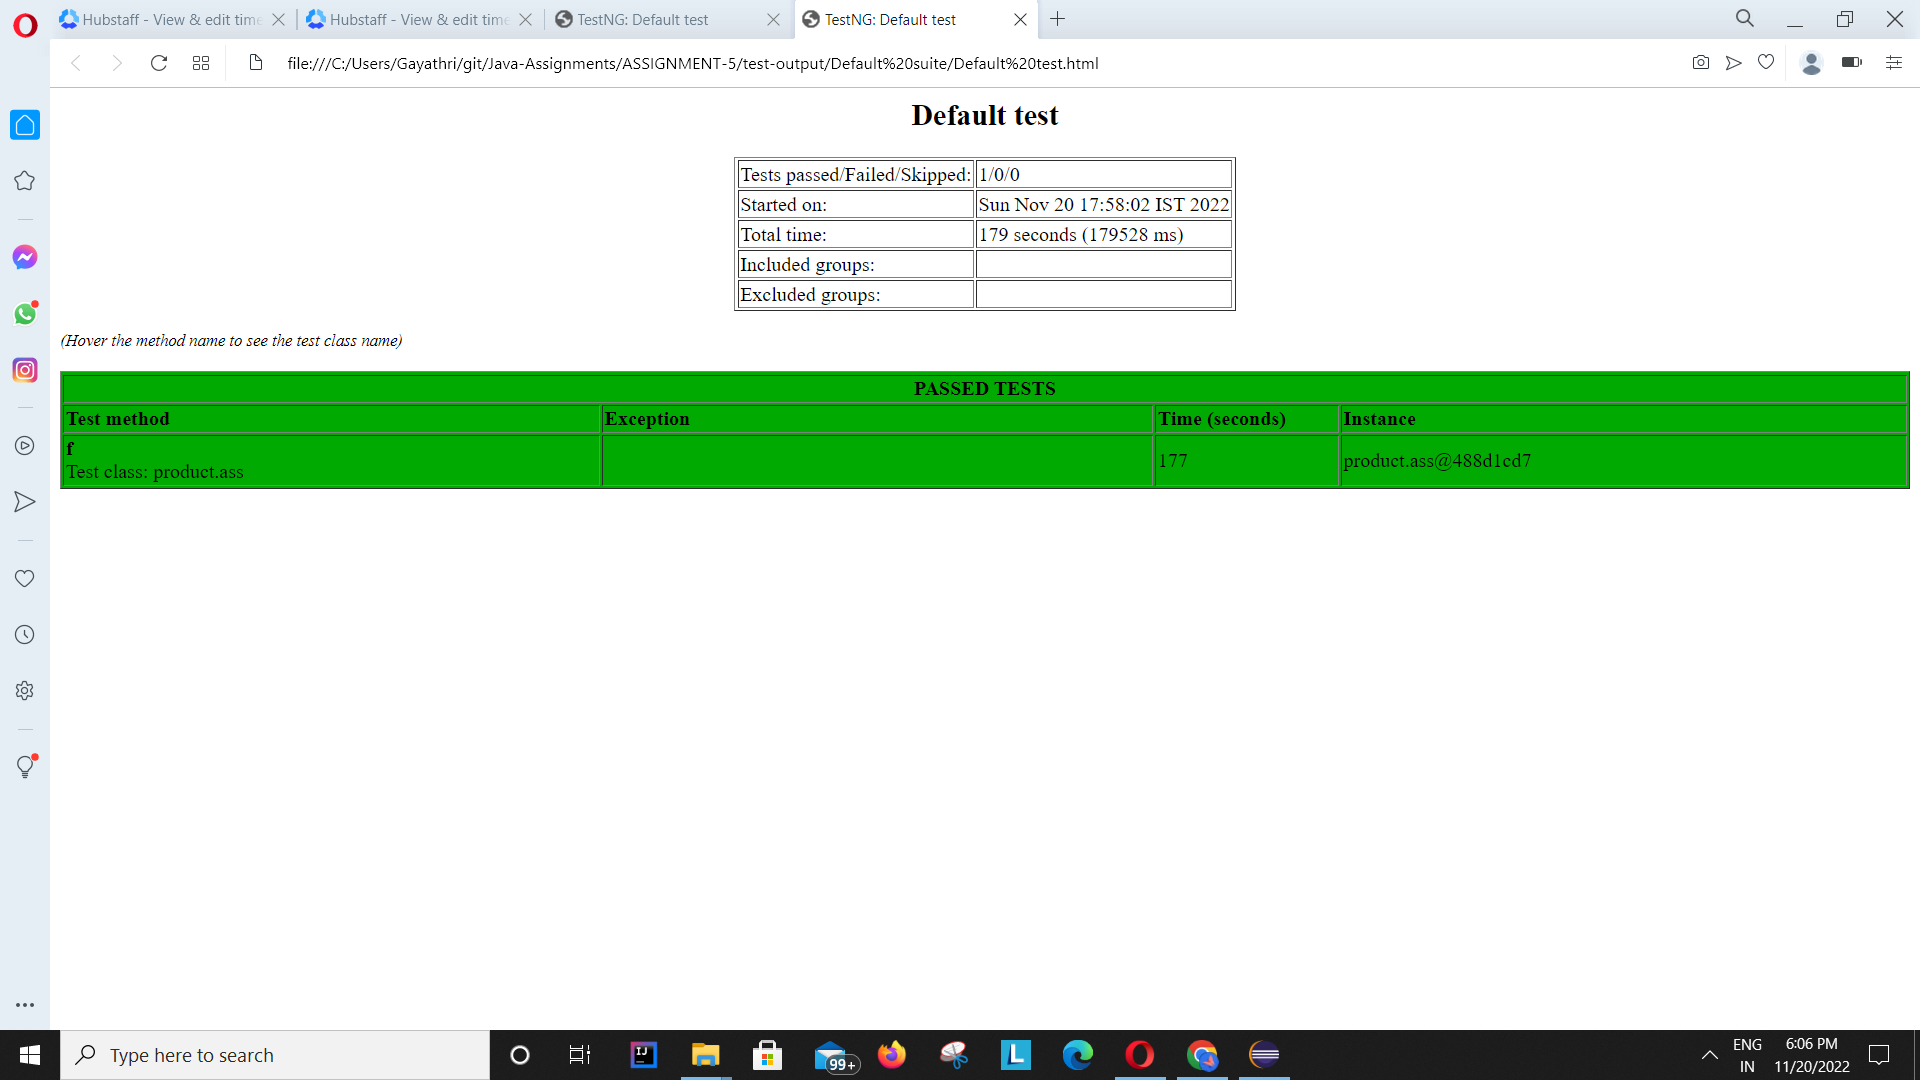 Hubstaff - View & edit time
Hubstaff - View & edit time
TestNG: Default test
TestNG: Default test
file:///C:/Users/Gayathri/git/Java-Assignments/ASSIGNMENT-5/test-output/Default%20suite/Default%20test.html
Default test
Tests passed/Failed/Skipped: 1/0/0
Started on: Sun Nov 20 17:58:02 IST 2022
Total time: 179 seconds (179528 ms)
Included groups:
Excluded groups:
(Hover the method name to see the test class name)
PASSED TESTS
Test method Exception Time (seconds) Instance
f
Test class: product.ass 177 product.ass@488d1cd7
Type here to search
IJ
99+
L
ENG
IN
6:06 PM
11/20/2022